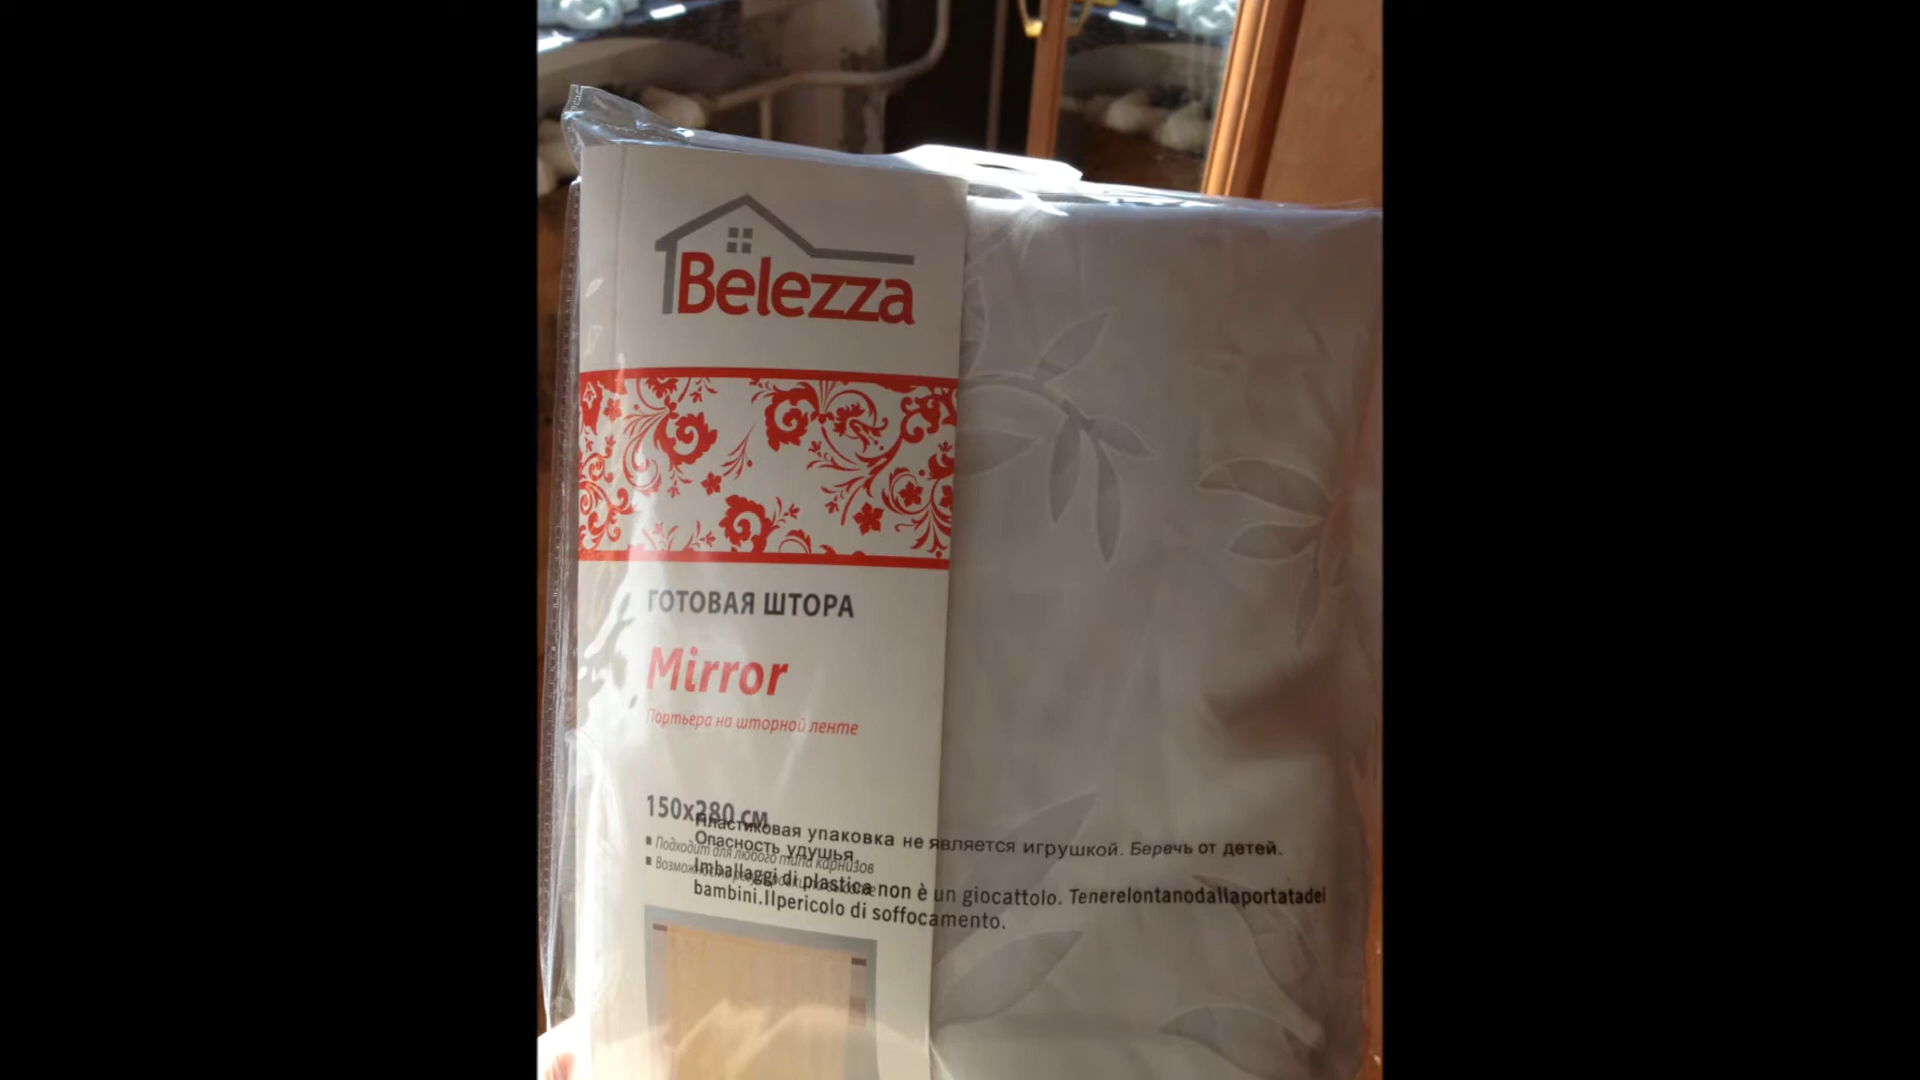 Belezza
ГОТОВАЯ ШТОРА
Mirror
Портьера на шторной ленте
150x280 см
Пластиковая упаковка не является игрушкой. Беречь от детей.
Опасность удушья.
Подходит для любого типа карнизов
Imballaggi di plastica non è un giocattolo. Tenerelontanodallaportatadei
bambini.Ilpericolo di soffocamento.